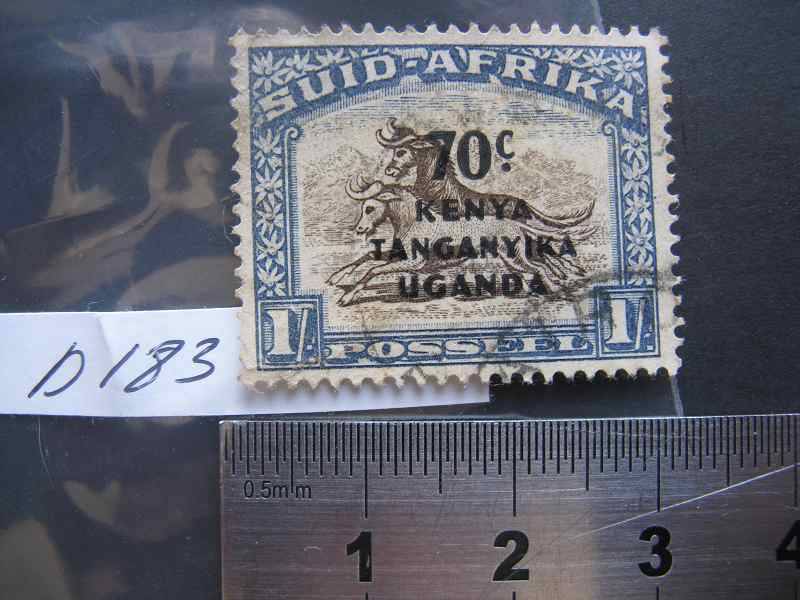 SUID-AFRIKA
70c.
KENYA
TANGANYIKA
UGANDA
1/- POSSEEL 1/-
D183
0.5mm
1 2 3 4